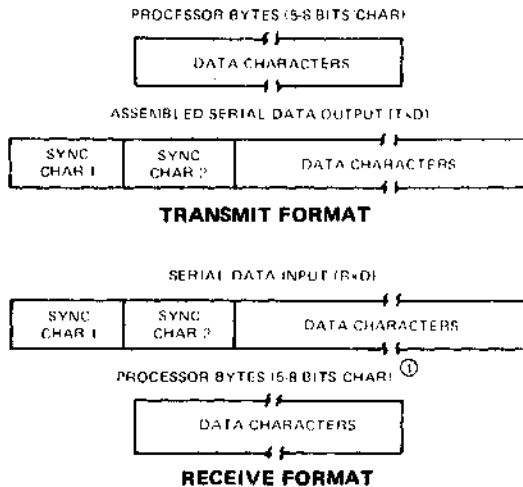 PROCESSOR BYTES (5-8 BITS CHAR)
DATA CHARACTERS
ASSEMBLED SERIAL DATA OUTPUT (TxD)
SYNC CHAR 1
SYNC CHAR 2
DATA CHARACTERS
TRANSMIT FORMAT
SERIAL DATA INPUT (RxD)
SYNC CHAR 1
SYNC CHAR 2
DATA CHARACTERS
PROCESSOR BYTES (5-8 BITS CHAR) ①
DATA CHARACTERS
RECEIVE FORMAT